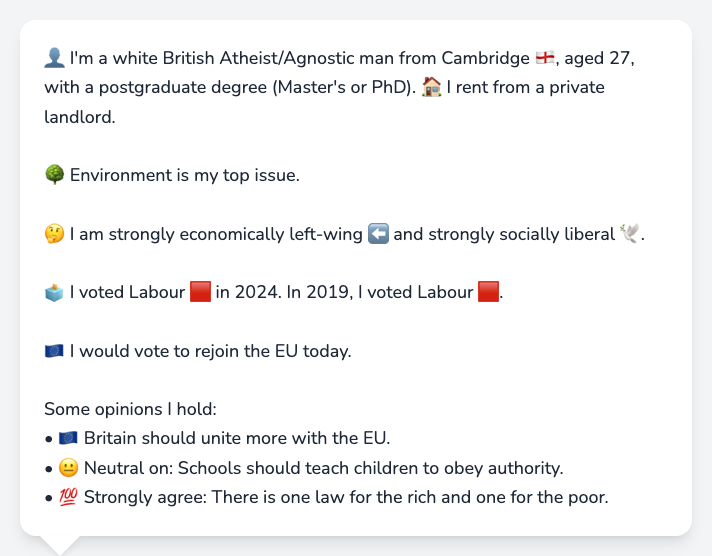 👤 I'm a white British Atheist/Agnostic man from Cambridge 🏴󠁧󠁢󠁥󠁮󠁧󠁿, aged 27,
with a postgraduate degree (Master's or PhD). 🏠 I rent from a private
landlord.
🌳 Environment is my top issue.
🤔 I am strongly economically left-wing ⬅️ and strongly socially liberal 🕊️.
🗳️ I voted Labour 🟥 in 2024. In 2019, I voted Labour 🟥.
🇪🇺 I would vote to rejoin the EU today.
Some opinions I hold:
• 🇪🇺 Britain should unite more with the EU.
• 😐 Neutral on: Schools should teach children to obey authority.
• 💯 Strongly agree: There is one law for the rich and one for the poor.